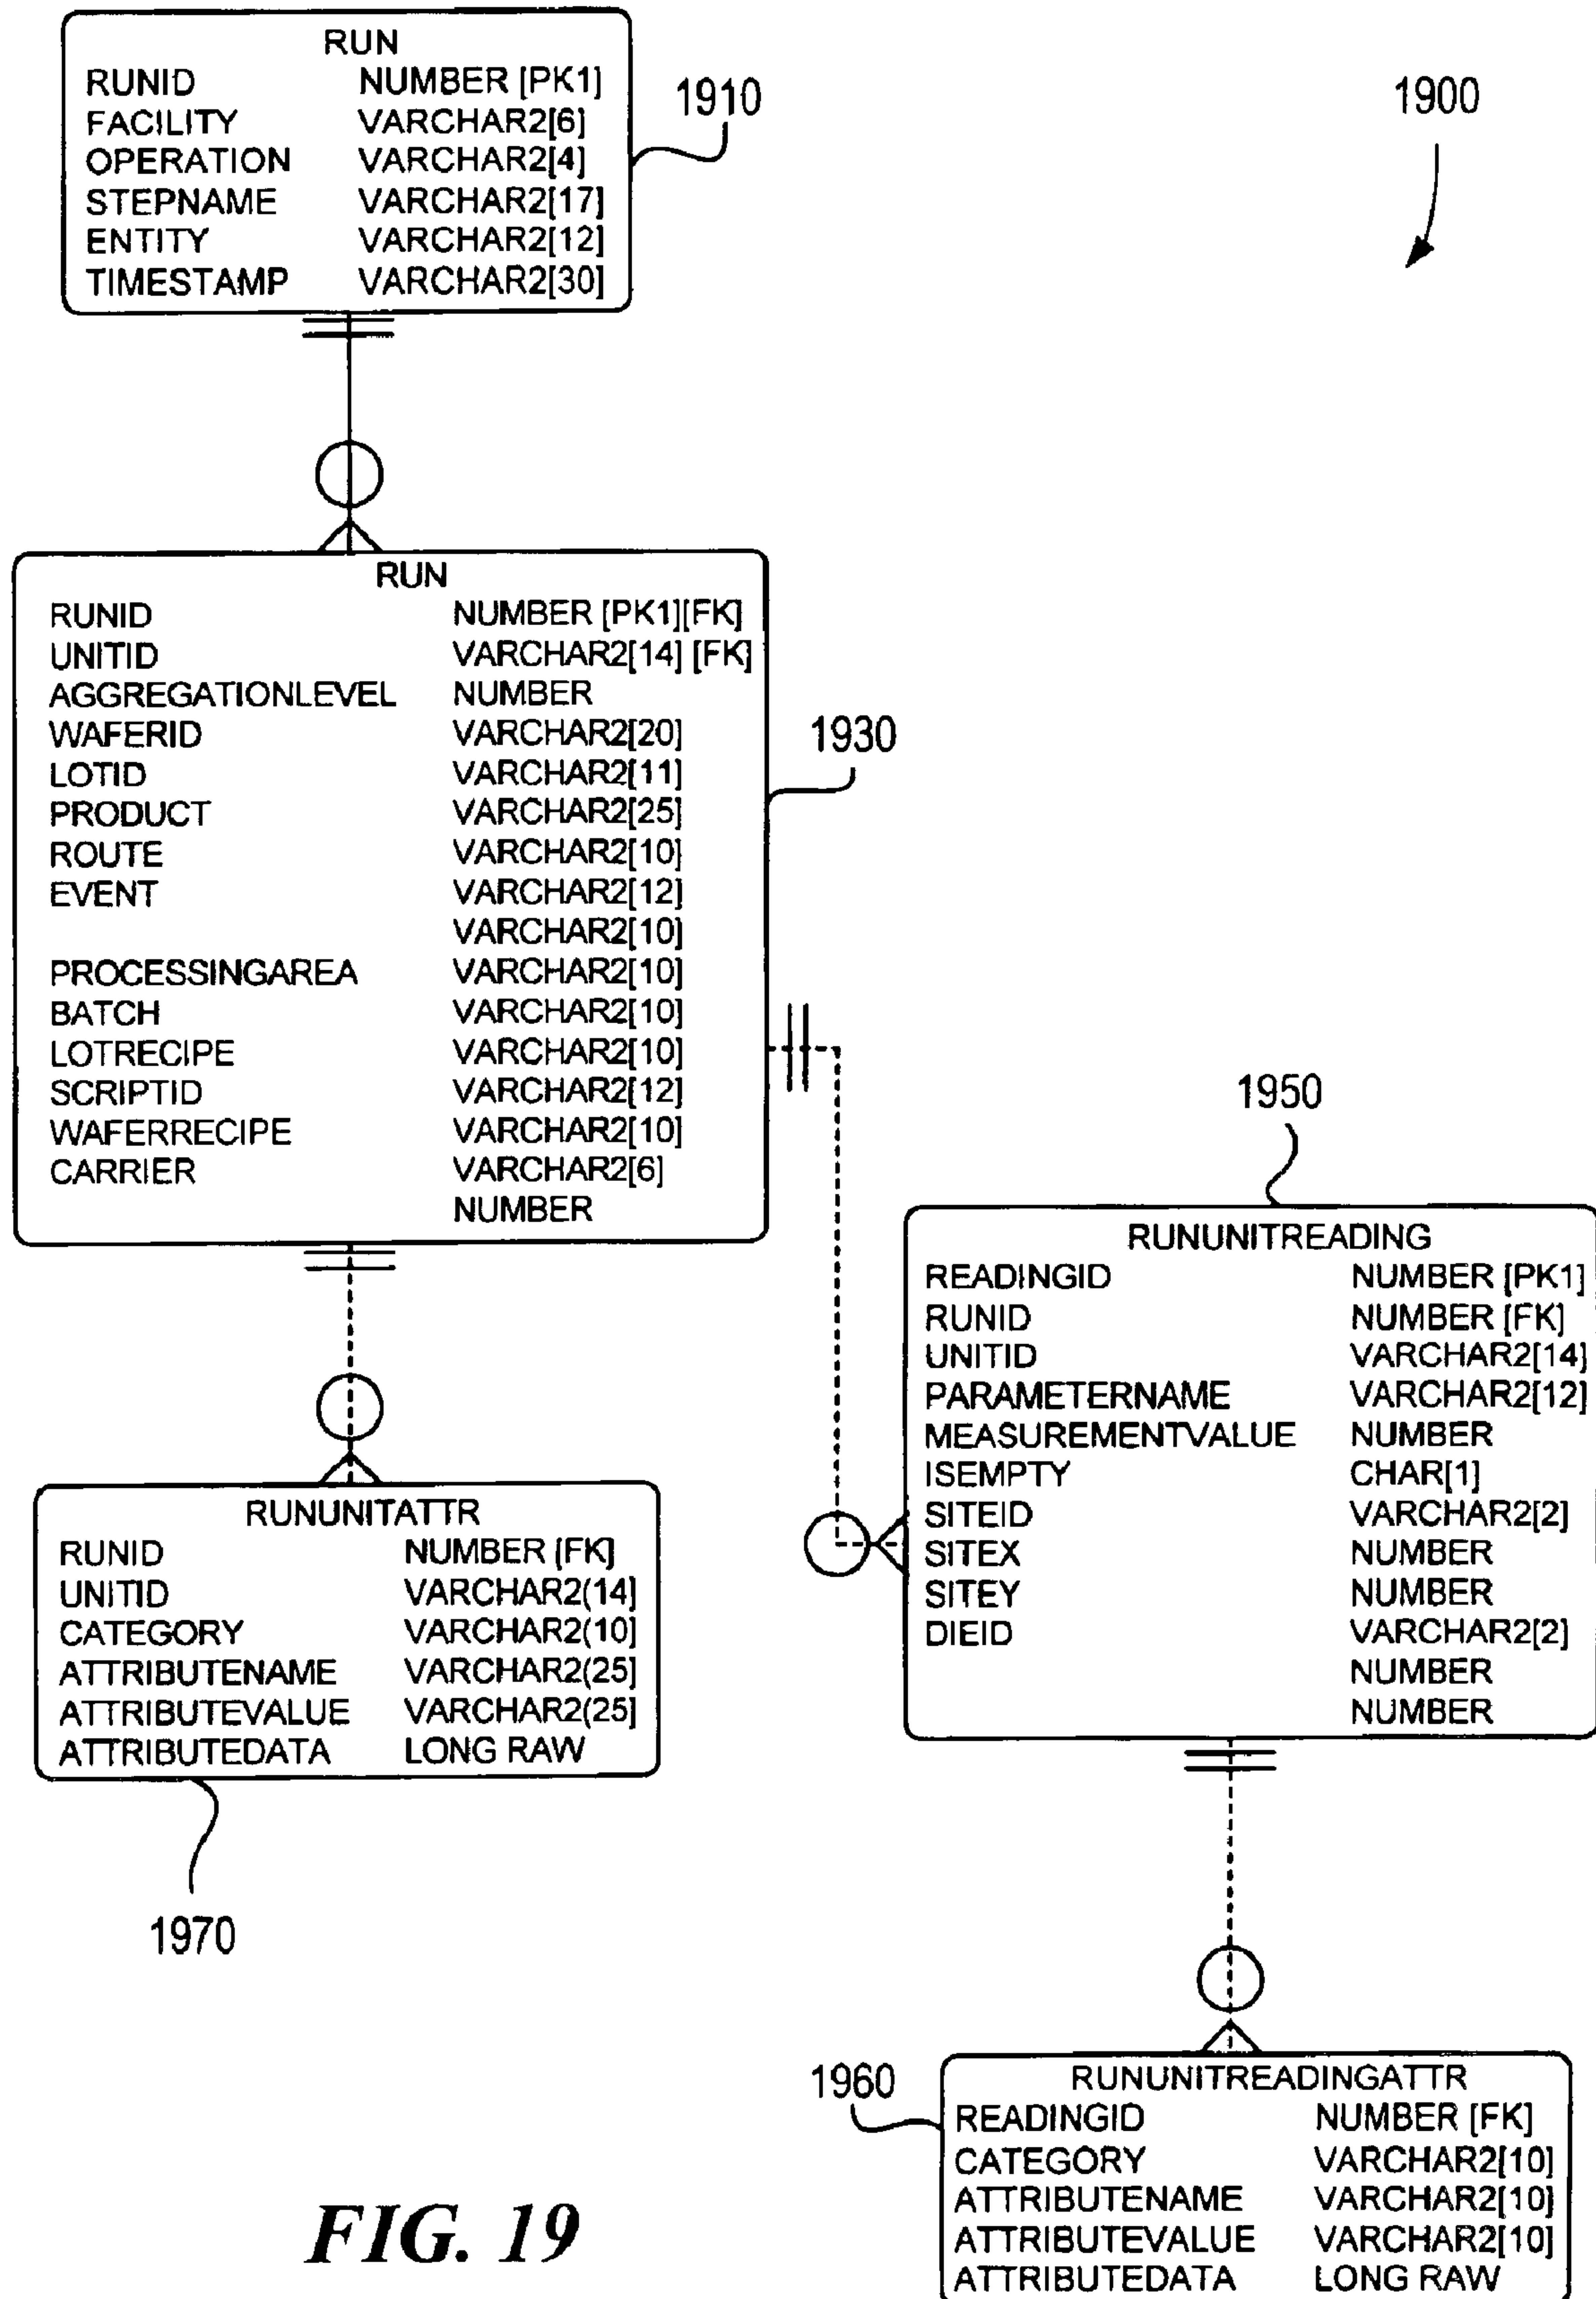 RUN
RUNID NUMBER [PK1]
FACILITY VARCHAR2[6]
OPERATION VARCHAR2[4]
STEPNAME VARCHAR2[17]
ENTITY VARCHAR2[12]
TIMESTAMP VARCHAR2[30]
1910
1900
RUN
RUNID NUMBER [PK1][FK]
UNITID VARCHAR2[14] [FK]
AGGREGATIONLEVEL NUMBER
WAFERID VARCHAR2[20]
LOTID VARCHAR2[11]
PRODUCT VARCHAR2[25]
ROUTE VARCHAR2[10]
EVENT VARCHAR2[12]
VARCHAR2[10]
PROCESSINGAREA VARCHAR2[10]
BATCH VARCHAR2[10]
LOTRECIPE VARCHAR2[10]
SCRIPTID VARCHAR2[12]
WAFERRECIPE VARCHAR2[10]
CARRIER VARCHAR2[6]
NUMBER
1930
1950
RUNUNITREADING
READINGID NUMBER [PK1]
RUNID NUMBER [FK]
UNITID VARCHAR2[14]
PARAMETERNAME VARCHAR2[12]
MEASUREMENTVALUE NUMBER
ISEMPTY CHAR[1]
SITEID VARCHAR2[2]
SITEX NUMBER
SITEY NUMBER
DIEID VARCHAR2[2]
NUMBER
NUMBER
RUNUNITATTR
RUNID NUMBER [FK]
UNITID VARCHAR2(14]
CATEGORY VARCHAR2(10]
ATTRIBUTENAME VARCHAR2(25]
ATTRIBUTEVALUE VARCHAR2(25]
ATTRIBUTEDATA LONG RAW
1970
1960
RUNUNITREADINGATTR
READINGID NUMBER [FK]
CATEGORY VARCHAR2[10]
ATTRIBUTENAME VARCHAR2[10]
ATTRIBUTEVALUE VARCHAR2[10]
ATTRIBUTEDATA LONG RAW
FIG. 19